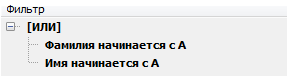 Фильтр
[ИЛИ]
Фамилия начинается с А
Имя начинается с А